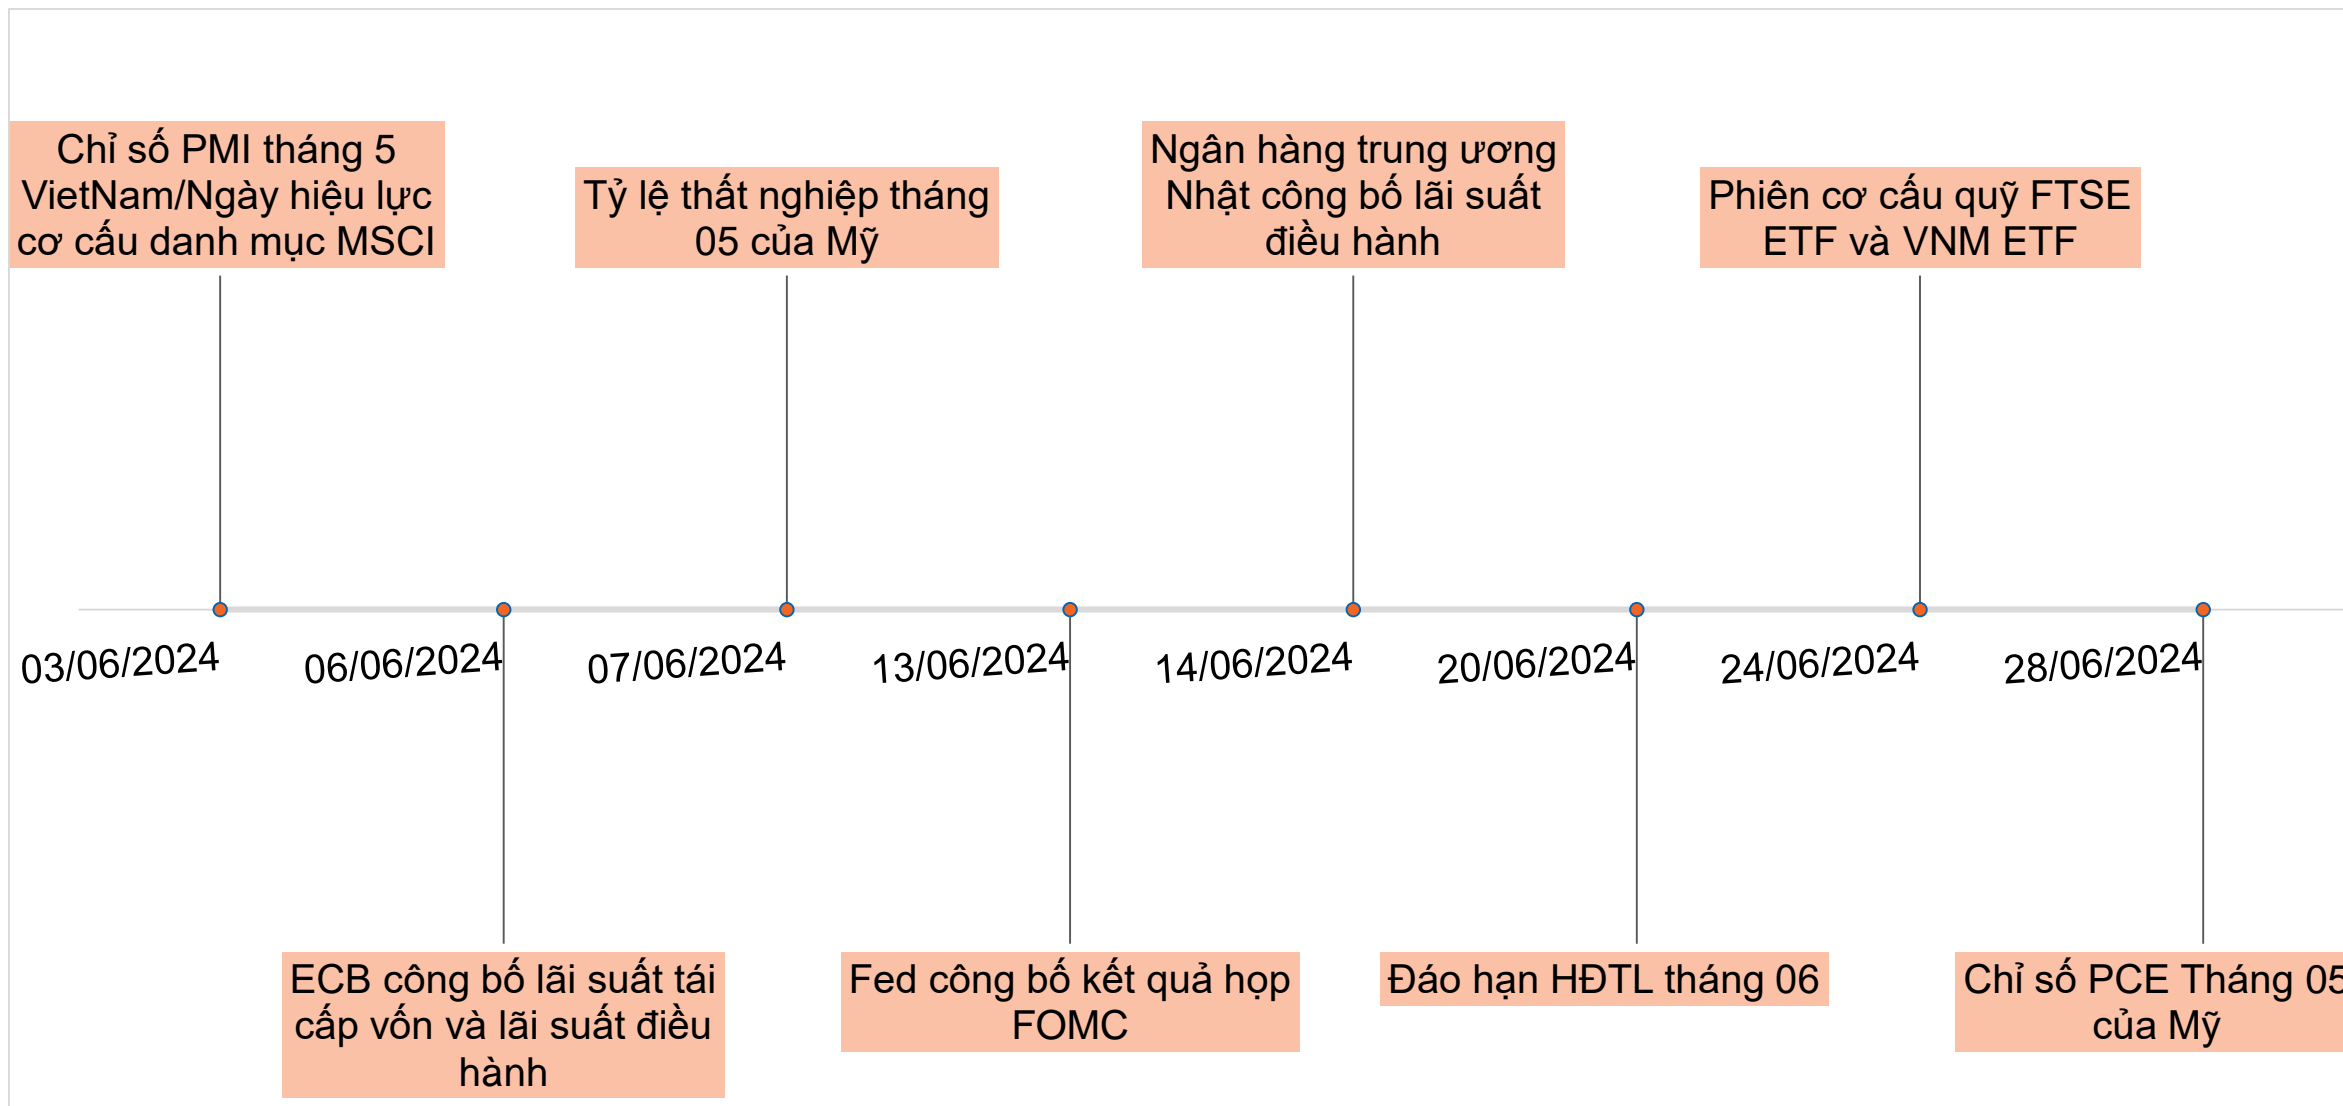 Chỉ số PMI tháng 5
VietNam/Ngày hiệu lực
cơ cấu danh mục MSCI
Tỷ lệ thất nghiệp tháng
05 của Mỹ
Ngân hàng trung ương
Nhật công bố lãi suất
điều hành
Phiên cơ cấu quỹ FTSE
ETF và VNM ETF
03/06/2024
06/06/2024
07/06/2024
13/06/2024
14/06/2024
20/06/2024
24/06/2024
28/06/2024
ECB công bố lãi suất tái
cấp vốn và lãi suất điều
hành
Fed công bố kết quả họp
FOMC
Đáo hạn HĐTL tháng 06
Chỉ số PCE Tháng 05
của Mỹ